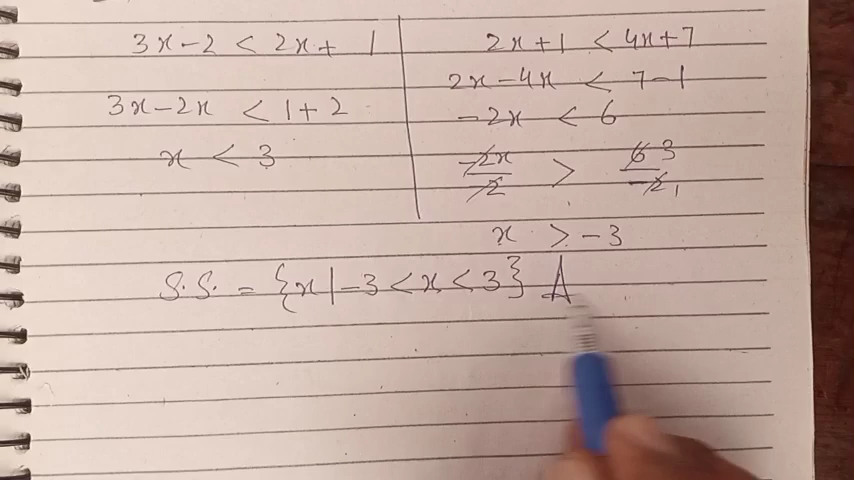 3x-2 < 2x+ 1
3x-2x < 1+2
x < 3
2x+1 < 4x+7
2x-4x < 7-1
-2x < 6
-2x/-2 > 6 3/-2 1
x > -3
S.S. = {x|-3<x<3} A